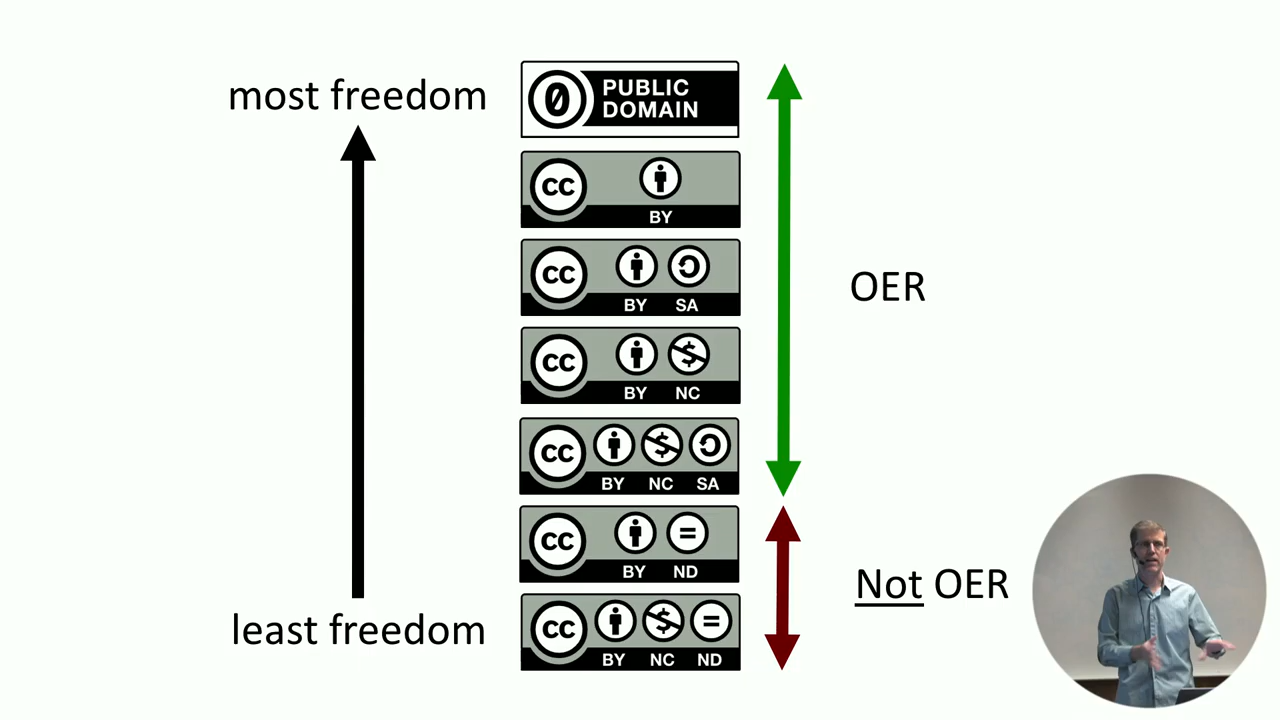 most freedom
0 PUBLIC
DOMAIN
cc
BY
cc
BY SA
OER
cc $
BY NC
cc $
BY NC SA
cc =
BY ND
Not OER
least freedom
cc $ =
BY NC ND